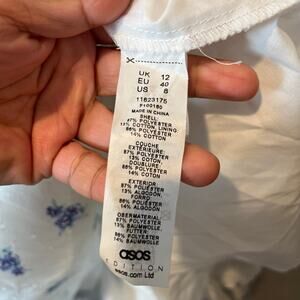 UK 12
EU 40
US 8
11823175
F100160
MADE IN CHINA
SHELL:
87% POLYESTER
13% COTTON, LINING:
86% POLYESTER
14% COTTON
COUCHE
EXTÉRIEURE:
87% POLYESTER
13% COTON,
DOUBLURE:
86% POLYESTER
14% COTON
EXTERIOR:
87% POLIÉSTER
13% ALGODÓN,
FORRO:
86% POLIÉSTER
14% ALGODÓN
OBERMATERIAL:
87% POLYESTER
13% BAUMWOLLE,
FUTTER:
86% POLYESTER
14% BAUMWOLLE
asos
EDITION
asos.com Ltd